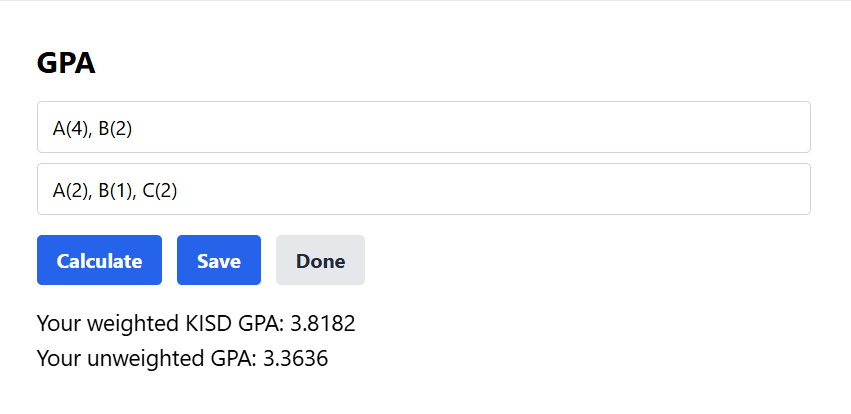 GPA
A(4), B(2)
A(2), B(1), C(2)
Calculate Save Done
Your weighted KISD GPA: 3.8182
Your unweighted GPA: 3.3636